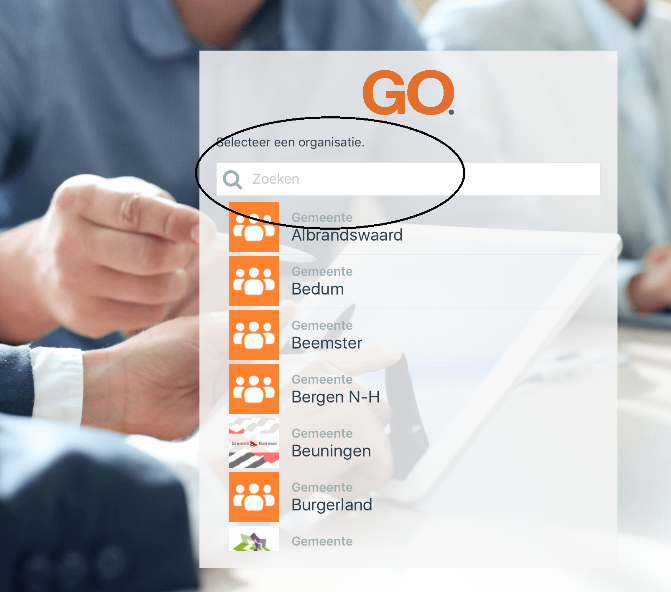 GO.
Selecteer een organisatie.
Zoeken
Gemeente
Albrandswaard
Gemeente
Bedum
Gemeente
Beemster
Gemeente
Bergen N-H
Gemeente
Beuningen
Gemeente
Burgerland
Gemeente